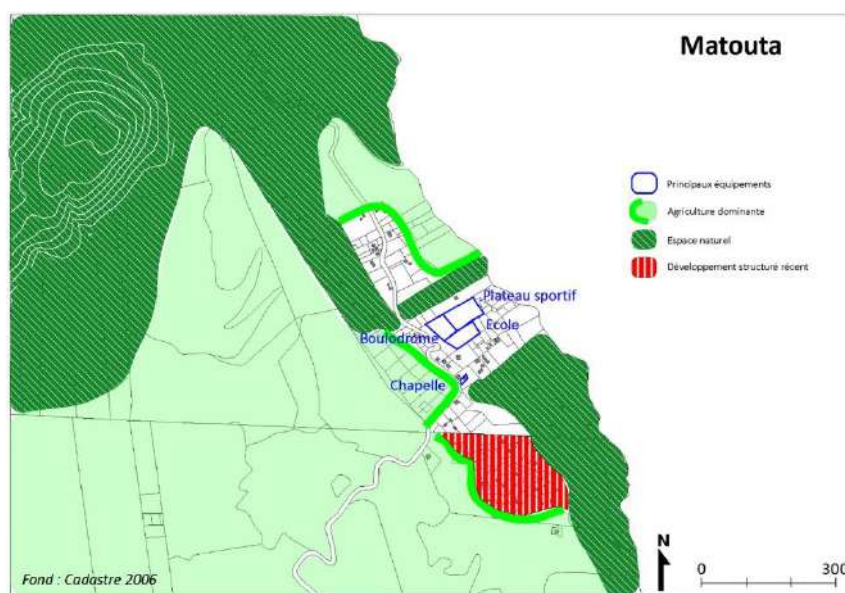 Matouta
Principaux équipements
Agriculture dominante
Espace naturel
Développement structuré récent
Plateau sportif
Ecole
Boulodrome
Chapelle
N
0 300
Fond : Cadastre 2006